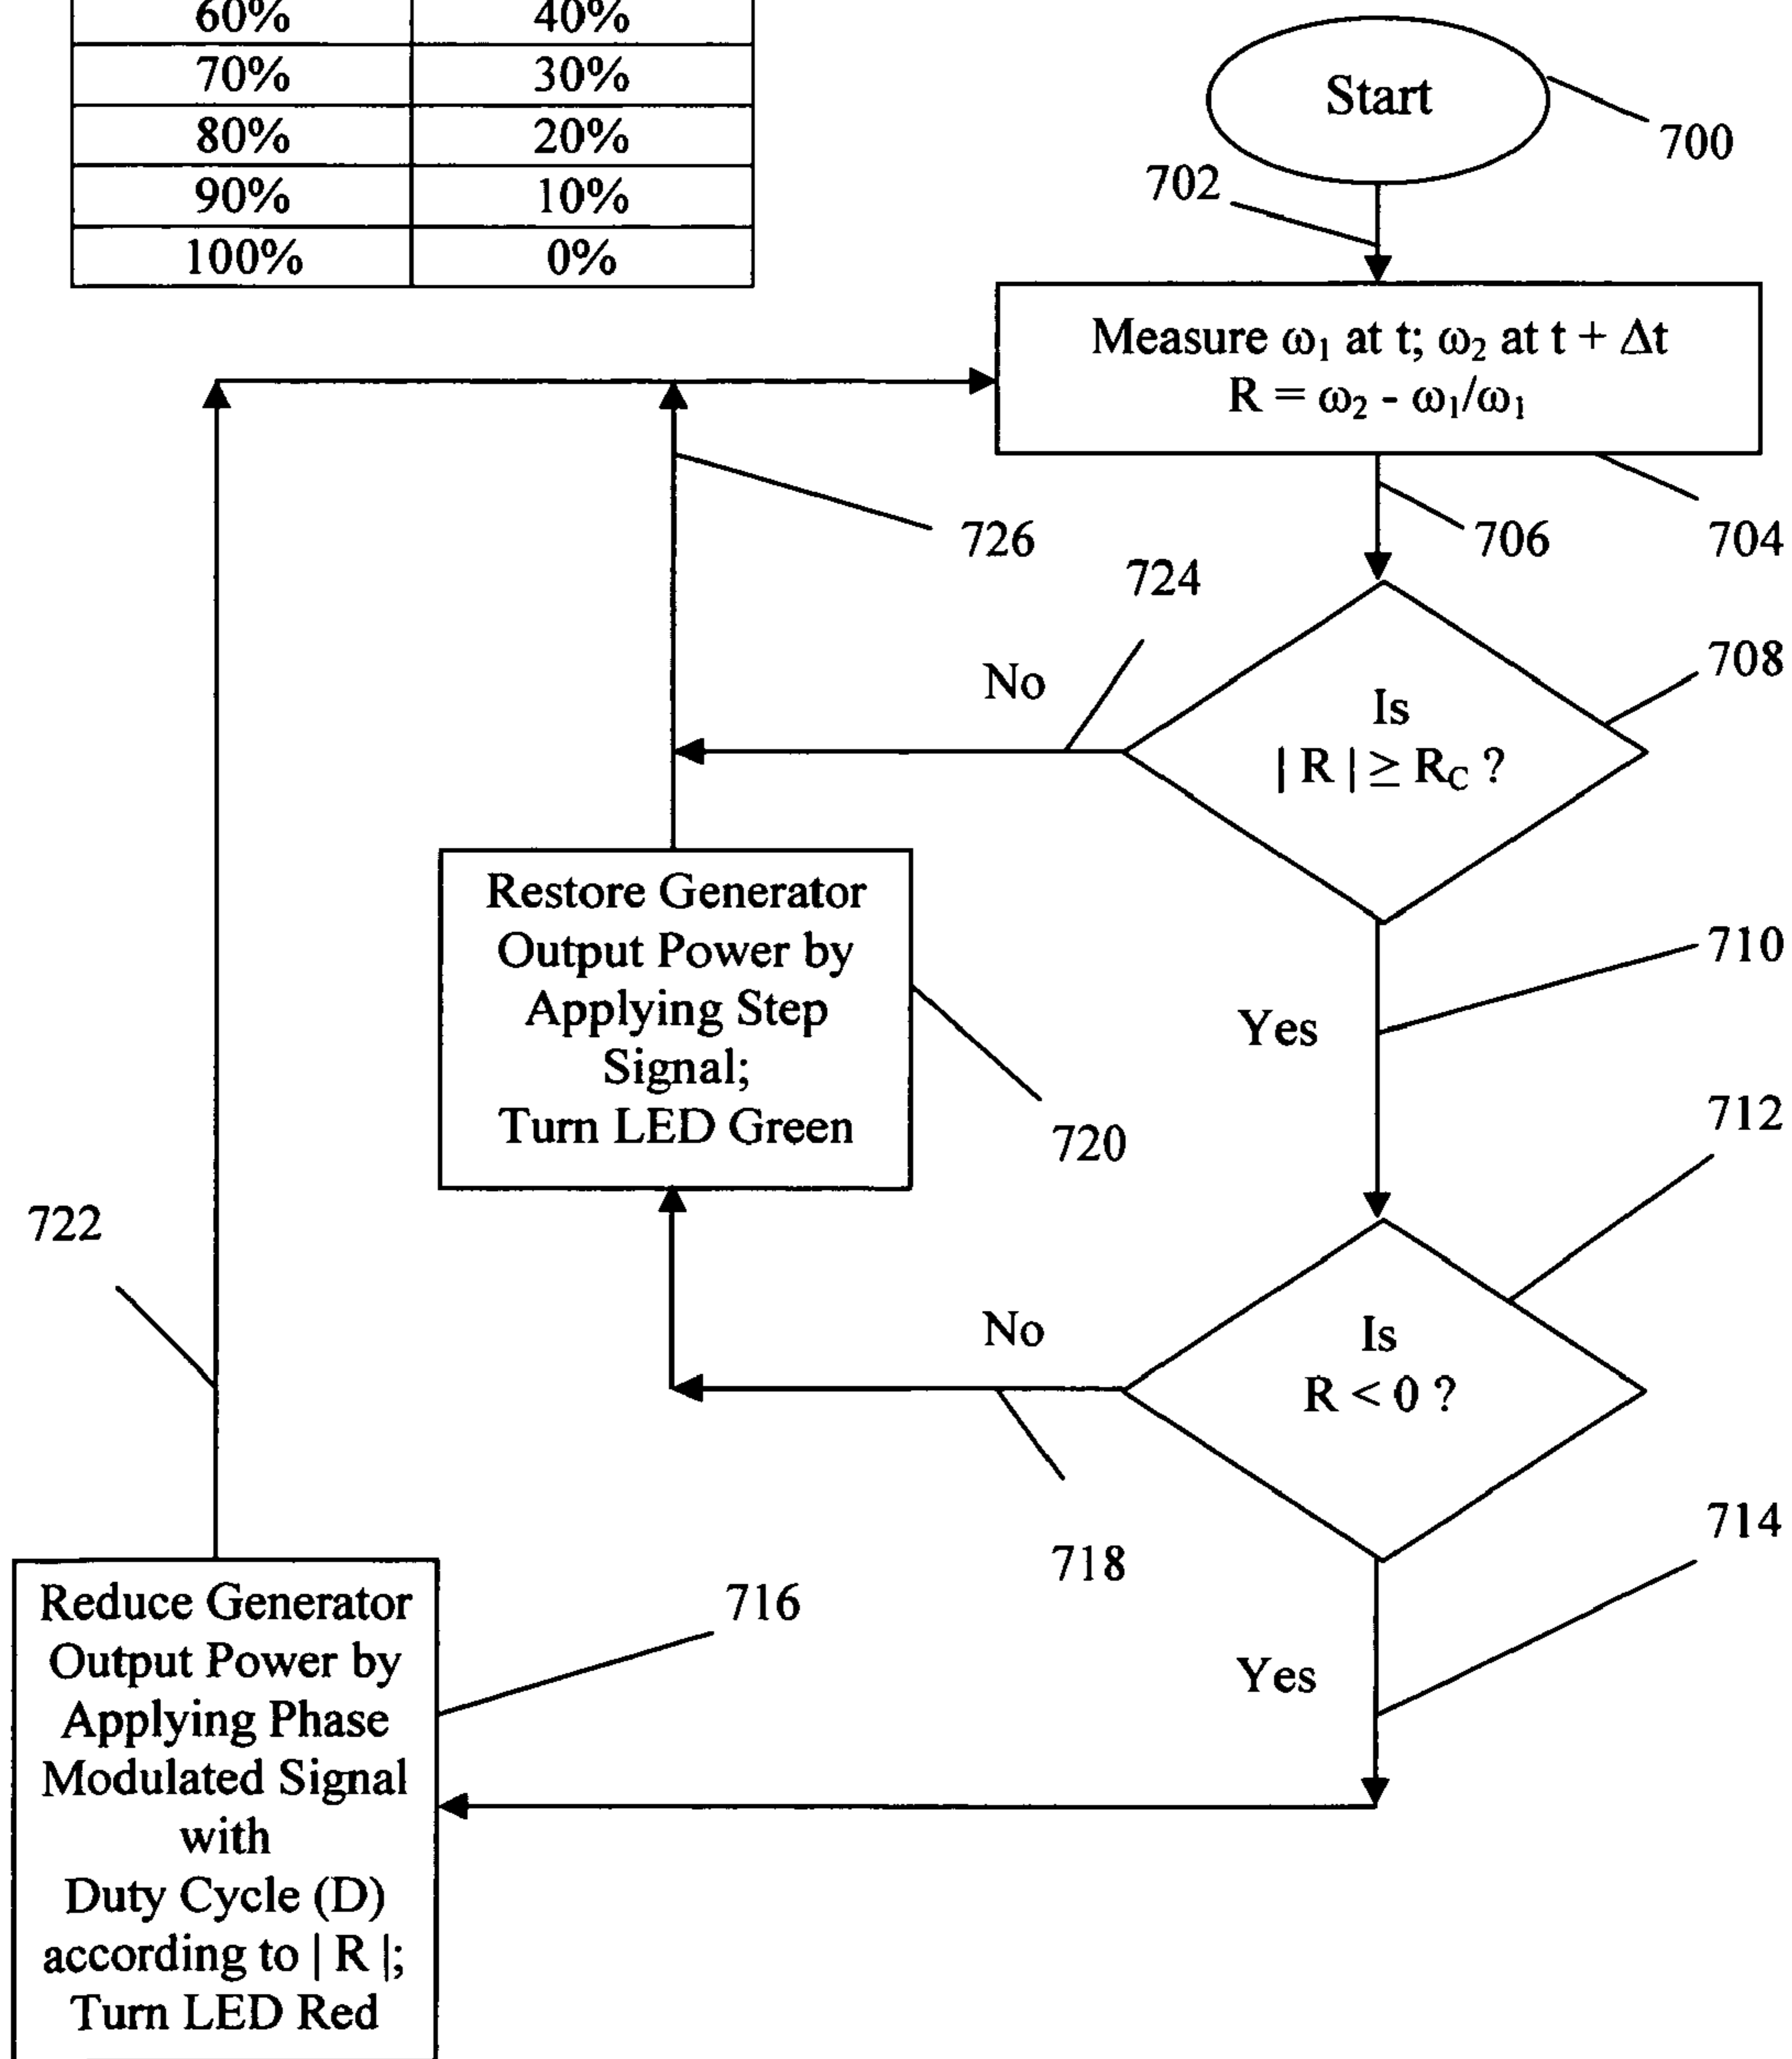 60% 40%
70% 30%
80% 20%
90% 10%
100% 0%
Start
700
702
Measure ω₁ at t; ω₂ at t + Δt
R = ω₂ - ω₁/ω₁
726
706
704
724
708
No
Is
| R | ≥ R_C ?
Restore Generator
Output Power by
Applying Step
Signal;
Turn LED Green
710
Yes
720
712
722
No
Is
R < 0 ?
718
714
Reduce Generator
Output Power by
Applying Phase
Modulated Signal
with
Duty Cycle (D)
according to | R |;
Turn LED Red
716
Yes